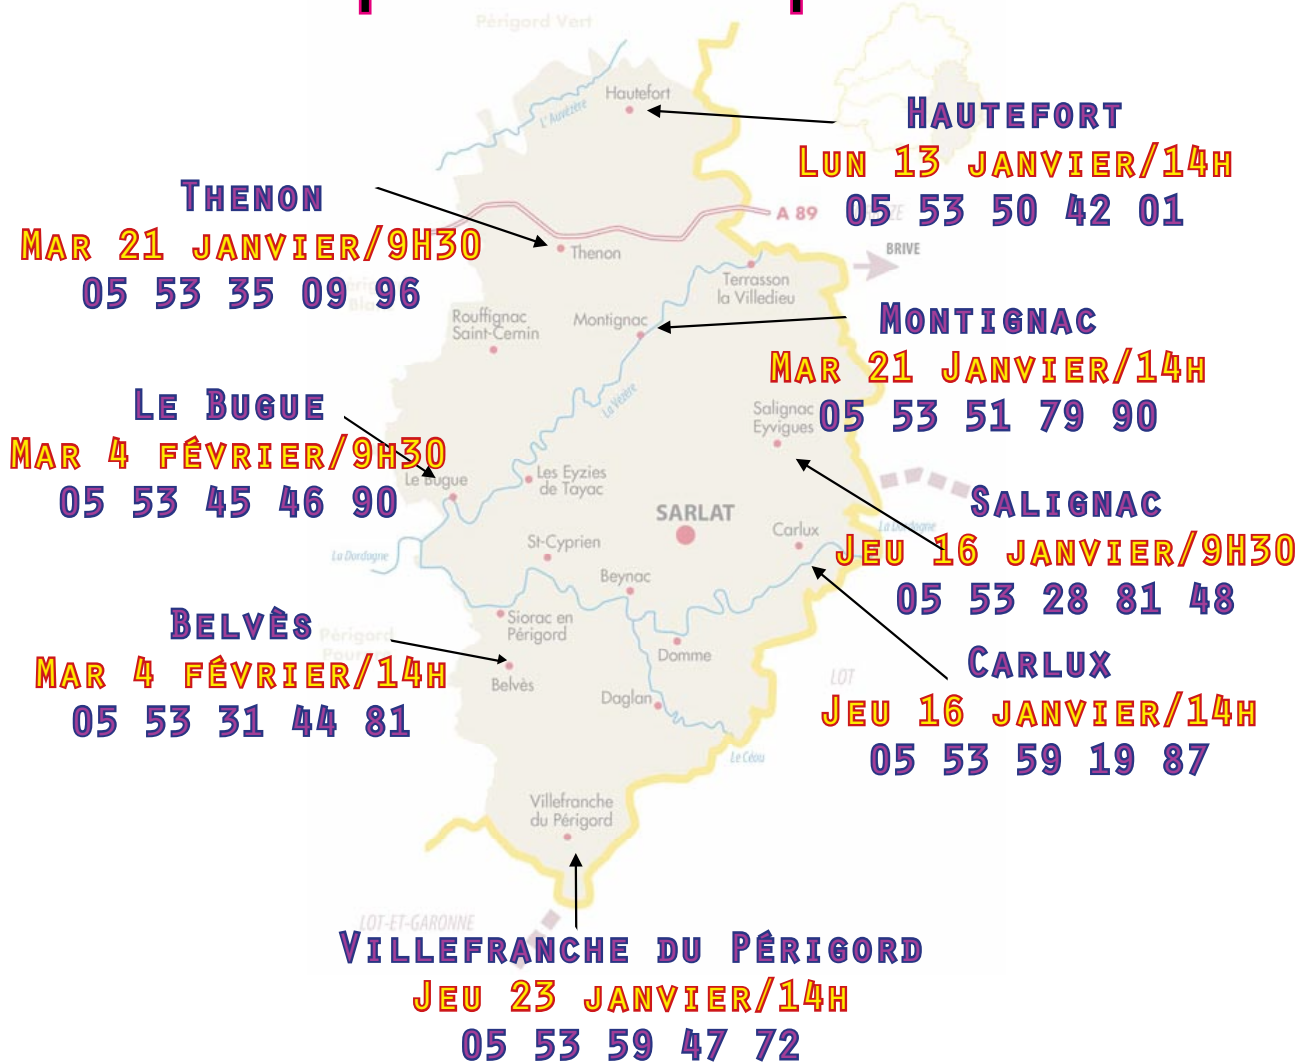 Périgord Vert
Hautefort
L'Auvézère
HAUTEFORT
LUN 13 JANVIER/14H
05 53 50 42 01
THENON
MAR 21 JANVIER/9H30
05 53 35 09 96
A 89
BRIVE
Thenon
Terrasson
la Villedieu
Rouffignac
Saint-Cernin
Montignac
MONTIGNAC
MAR 21 JANVIER/14H
05 53 51 79 90
La Vézère
Salignac
Eyvigues
LE BUGUE
MAR 4 FÉVRIER/9H30
05 53 45 46 90
Le Bugue
Les Eyzies
de Tayac
SARLAT
Carlux
La Dordogne
SALIGNAC
JEU 16 JANVIER/9H30
05 53 28 81 48
La Dordogne
St-Cyprien
Beynac
BELVÈS
MAR 4 FÉVRIER/14H
05 53 31 44 81
Périgord
Siorac en
Périgord
Belvès
Domme
Daglan
LOT
CARLUX
JEU 16 JANVIER/14H
05 53 59 19 87
Le Céou
Villefranche
du Périgord
LOT-ET-GARONNE
VILLEFRANCHE DU PÉRIGORD
JEU 23 JANVIER/14H
05 53 59 47 72